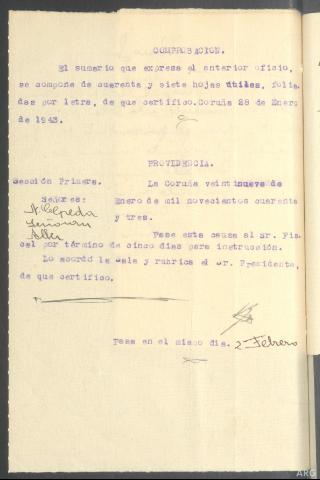 COMPROBACION.
El sumario que expresa el anterior oficio,
se compone de cuarenta y siete hojas útiles, folia-
das por letra, de que certifico.Coruña 28 de Enero
de 1943.
PROVIDENCIA.
Sección Primera. La Coruña veintinueve de
Señores: Enero de mil novecientos cuarenta
y tres.
Pase esta causa al Sr. Fis-
cal por término de cinco dias para instrucción.
Lo acordó la Sala y rubrica el Sr. Presidente,
de que certifico.
Pasa en el mismo dia. 2 Febrero
ARG